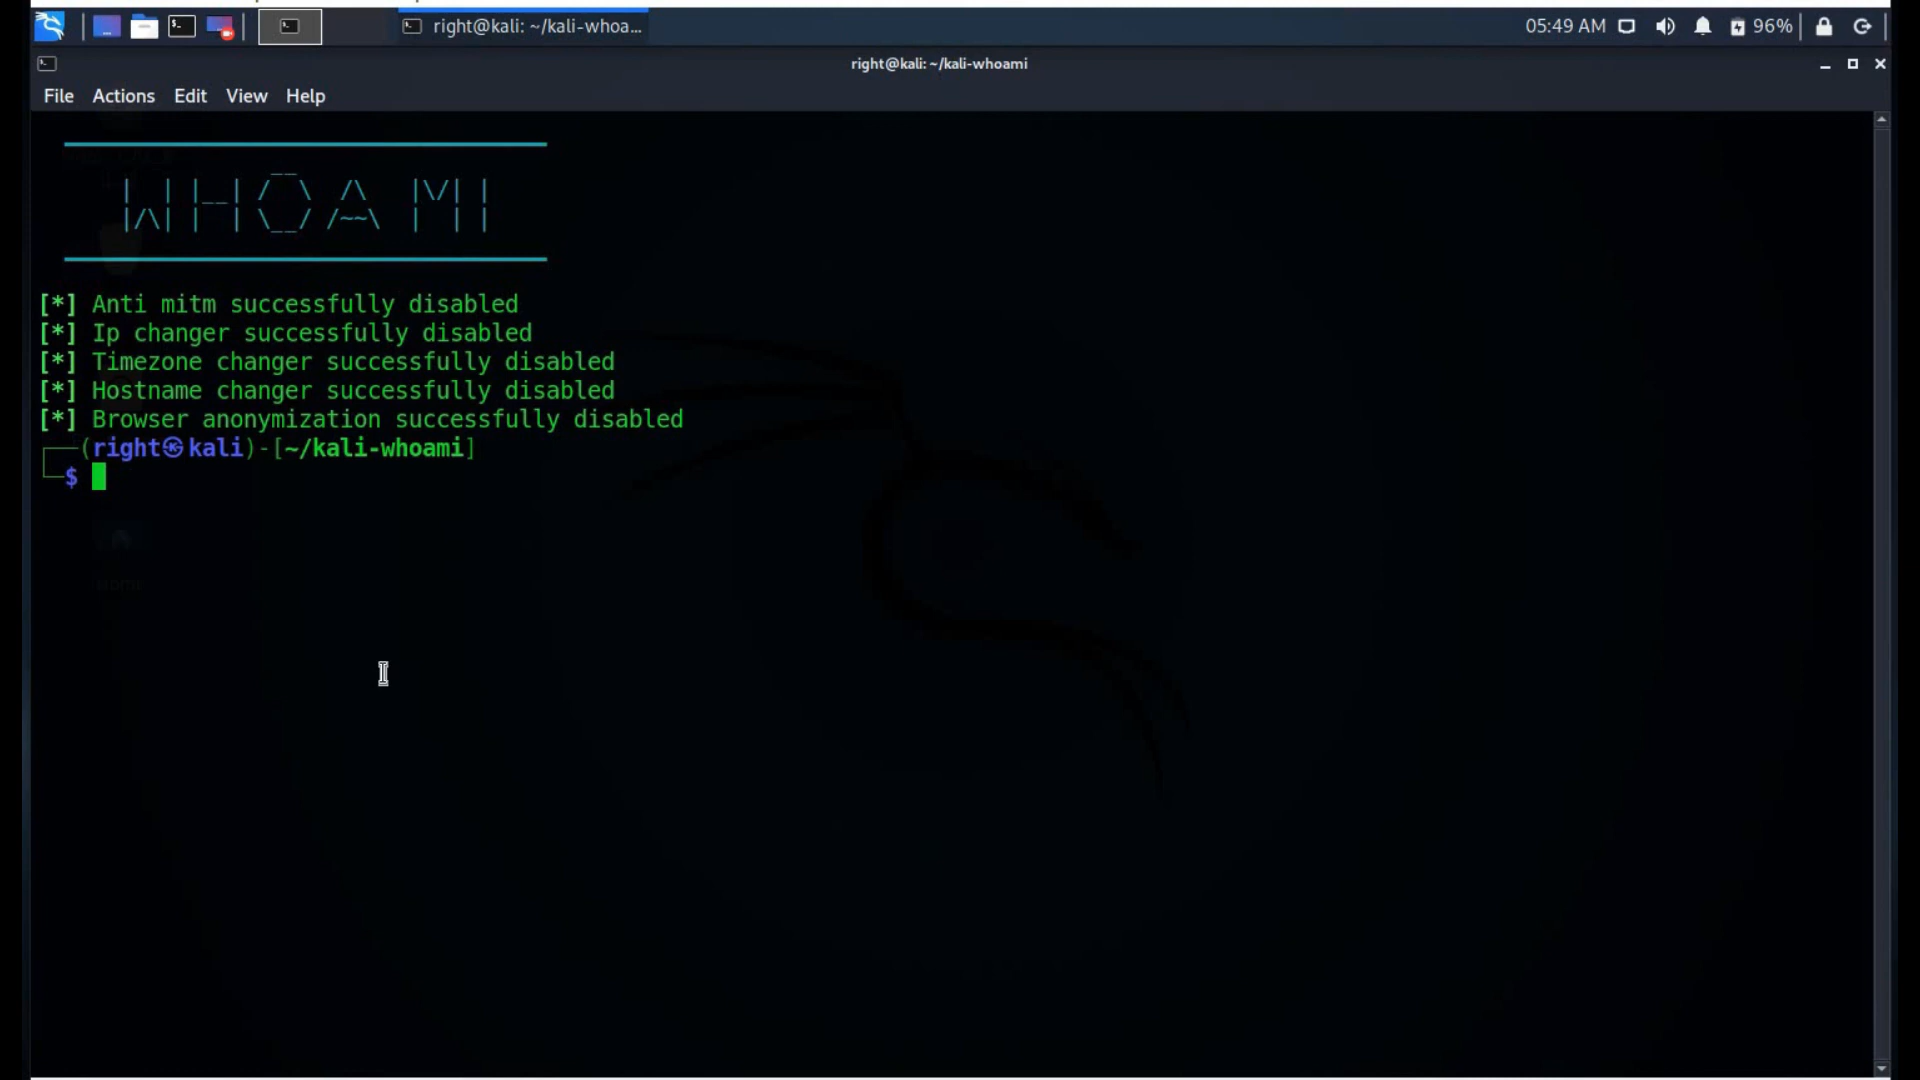 right@kali: ~/kali-whoa...
05:49 AM
96%
right@kali: ~/kali-whoami
File Actions Edit View Help
WHOAMI
[*] Anti mitm successfully disabled
[*] Ip changer successfully disabled
[*] Timezone changer successfully disabled
[*] Hostname changer successfully disabled
[*] Browser anonymization successfully disabled
(right㉿kali)-[~/kali-whoami]
$